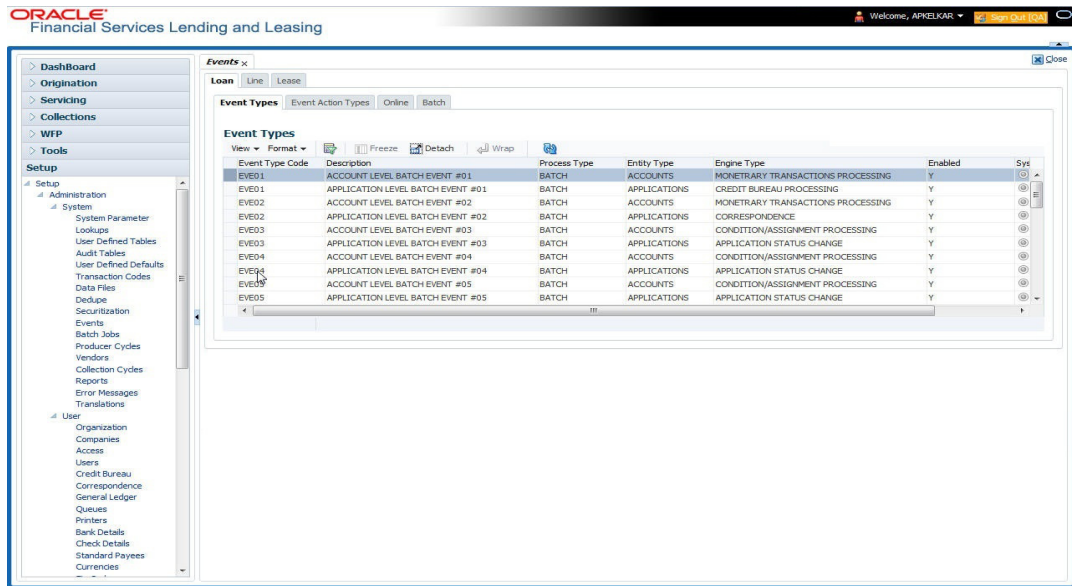 ORACLE®
Financial Services Lending and Leasing
Welcome, APKELKAR
Sign Out [QA]
DashBoard
Origination
Servicing
Collections
WFP
Tools
Setup
Setup
Administration
System
System Parameter
Lookups
User Defined Tables
Audit Tables
User Defined Defaults
Transaction Codes
Data Files
Dedupe
Securitization
Events
Batch Jobs
Producer Cycles
Vendors
Collection Cycles
Reports
Error Messages
Translations
User
Organization
Companies
Access
Users
Credit Bureau
Correspondence
General Ledger
Queues
Printers
Bank Details
Check Details
Standard Payees
Currencies
Events x
Close
Loan Line Lease
Event Types Event Action Types Online Batch
Event Types
View Format Freeze Detach Wrap
Event Type Code Description Process Type Entity Type Engine Type Enabled Sys
EVE01 ACCOUNT LEVEL BATCH EVENT #01 BATCH ACCOUNTS MONETRARY TRANSACTIONS PROCESSING Y
EVE01 APPLICATION LEVEL BATCH EVENT #01 BATCH APPLICATIONS CREDIT BUREAU PROCESSING Y
EVE02 ACCOUNT LEVEL BATCH EVENT #02 BATCH ACCOUNTS MONETRARY TRANSACTIONS PROCESSING Y
EVE02 APPLICATION LEVEL BATCH EVENT #02 BATCH APPLICATIONS CORRESPONDENCE Y
EVE03 ACCOUNT LEVEL BATCH EVENT #03 BATCH ACCOUNTS CONDITION/ASSIGNMENT PROCESSING Y
EVE03 APPLICATION LEVEL BATCH EVENT #03 BATCH APPLICATIONS APPLICATION STATUS CHANGE Y
EVE04 ACCOUNT LEVEL BATCH EVENT #04 BATCH ACCOUNTS CONDITION/ASSIGNMENT PROCESSING Y
EVE04 APPLICATION LEVEL BATCH EVENT #04 BATCH APPLICATIONS APPLICATION STATUS CHANGE Y
EVE05 ACCOUNT LEVEL BATCH EVENT #05 BATCH ACCOUNTS CONDITION/ASSIGNMENT PROCESSING Y
EVE05 APPLICATION LEVEL BATCH EVENT #05 BATCH APPLICATIONS APPLICATION STATUS CHANGE Y